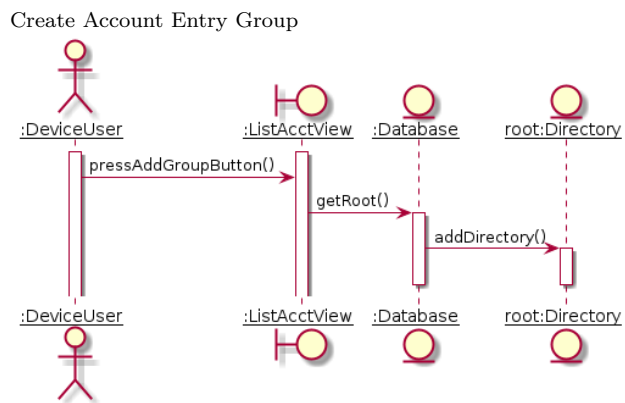 Create Account Entry Group
:DeviceUser :ListAcctView :Database root:Directory
pressAddGroupButton()
getRoot()
addDirectory()
:DeviceUser :ListAcctView :Database root:Directory